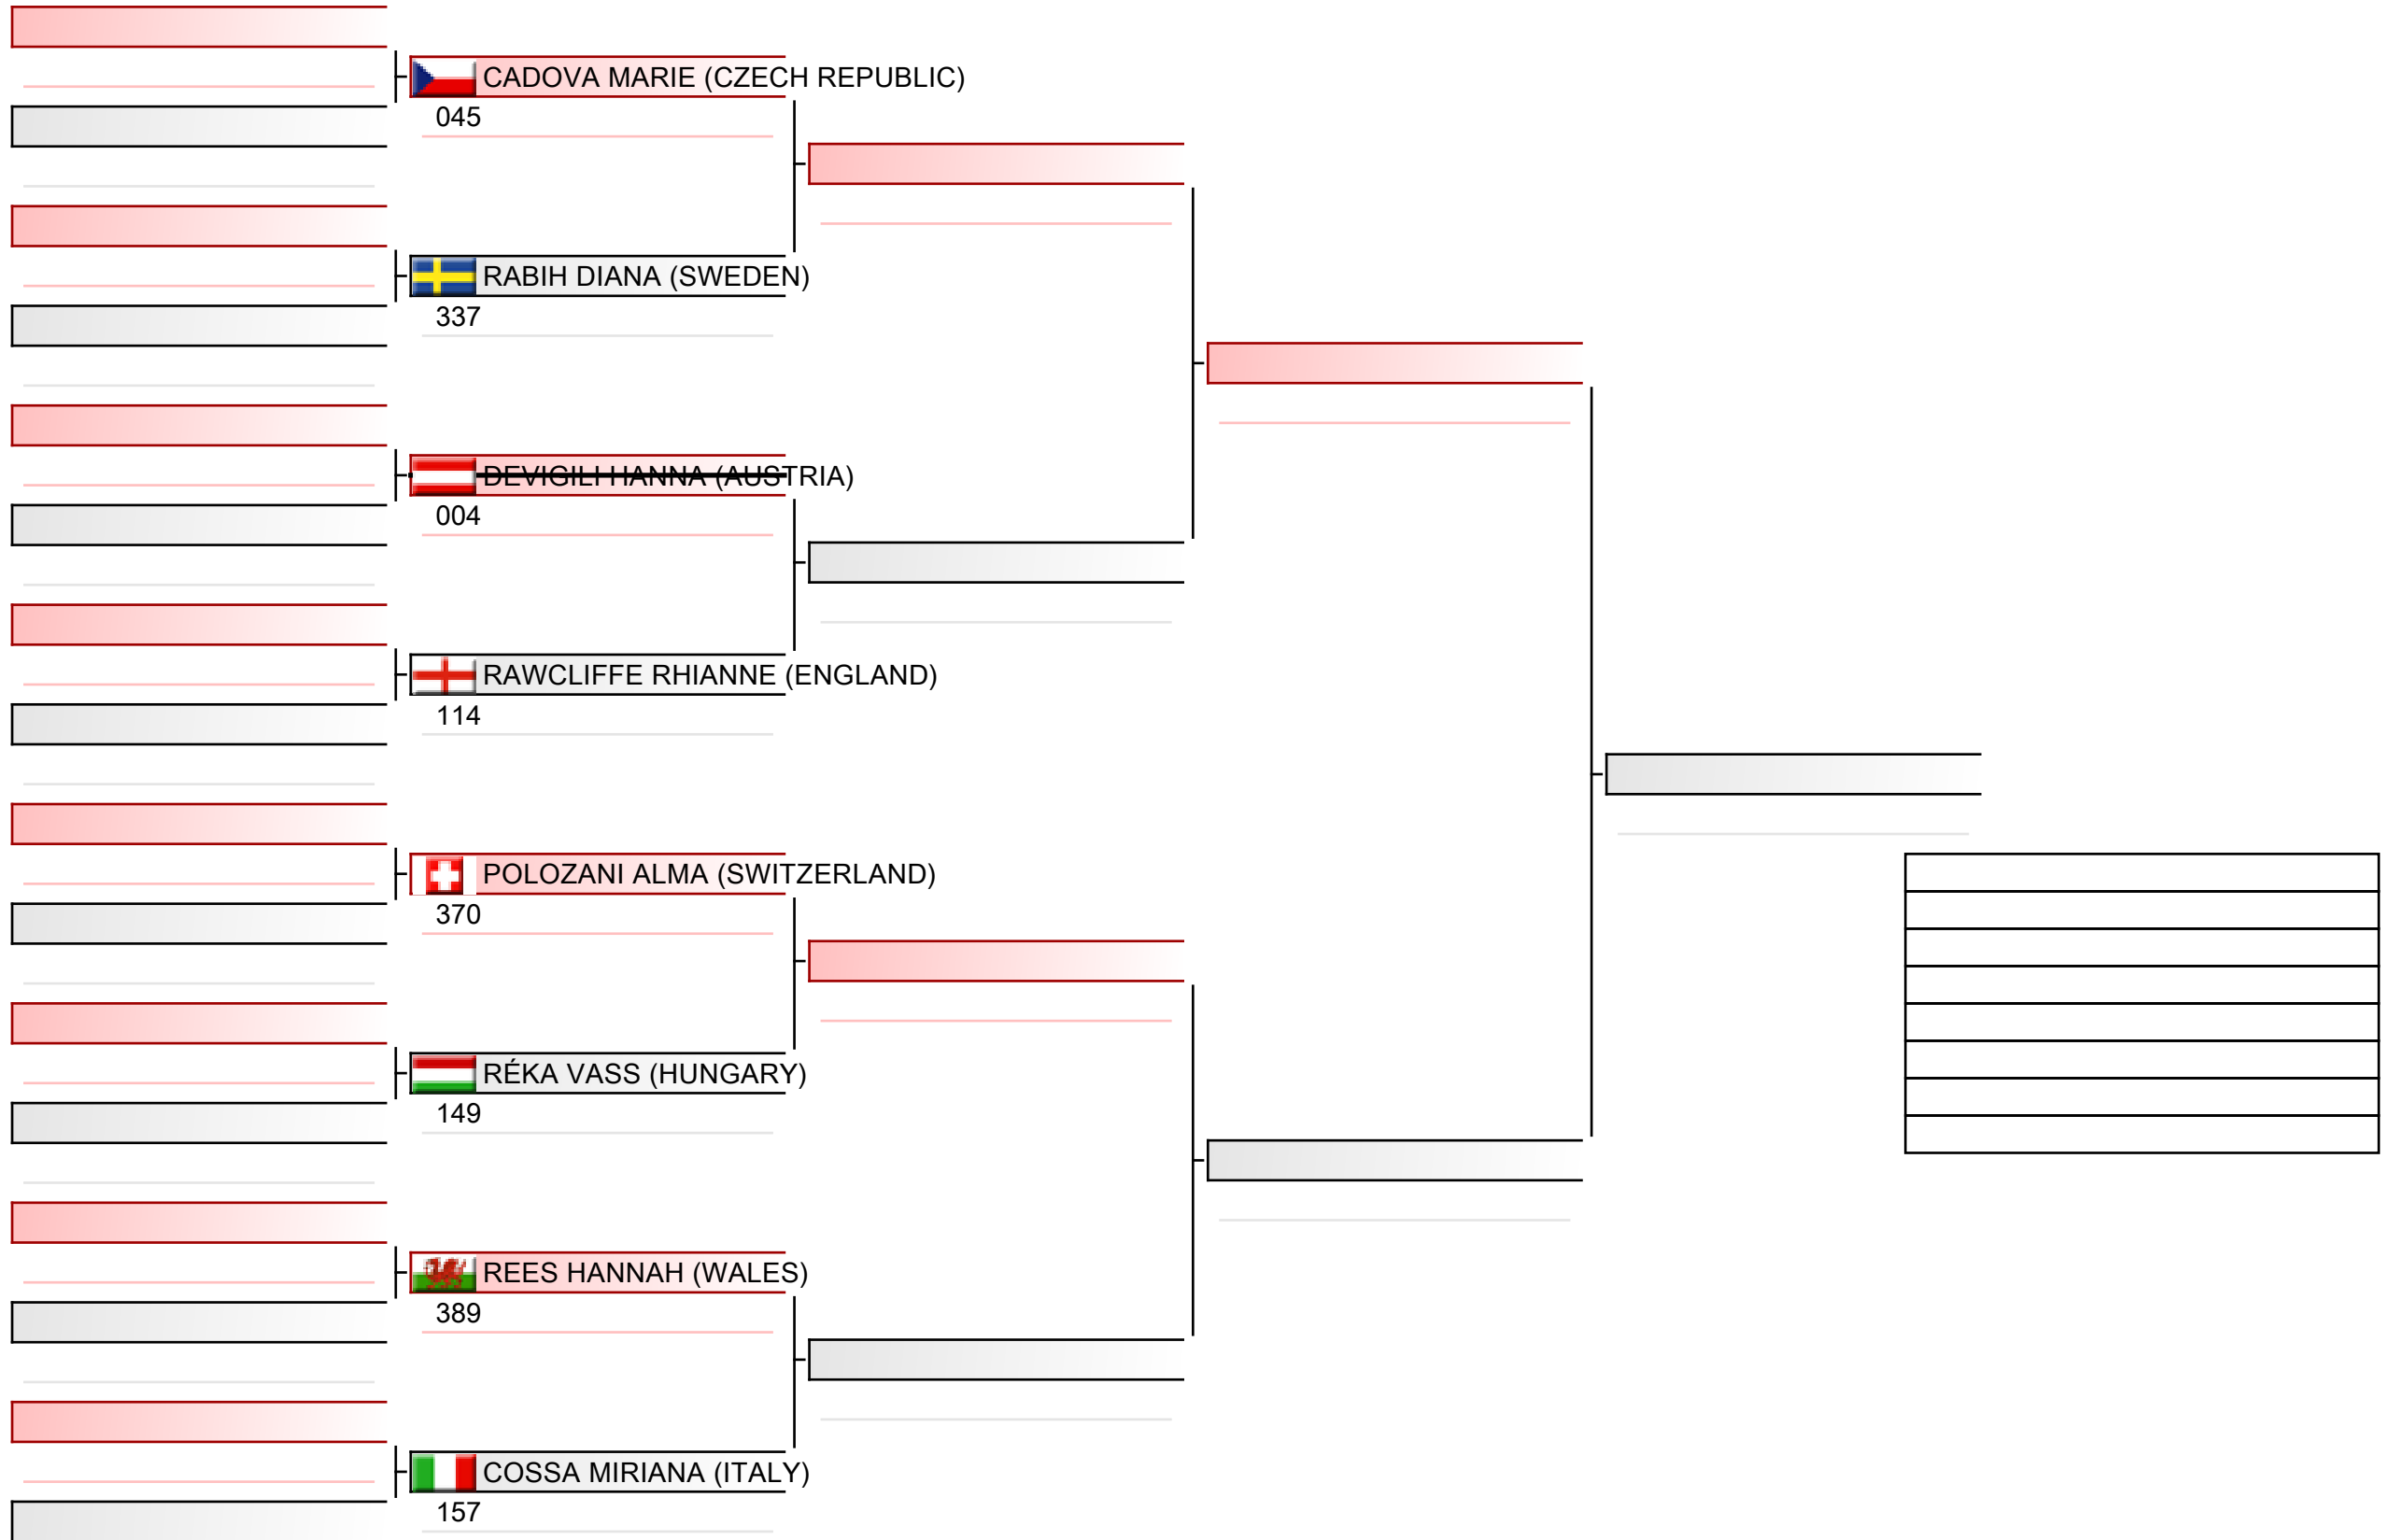 CADOVA MARIE (CZECH REPUBLIC)
045
RABIH DIANA (SWEDEN)
337
DEVIGILI HANNA (AUSTRIA)
004
RAWCLIFFE RHIANNE (ENGLAND)
114
POLOZANI ALMA (SWITZERLAND)
370
RÉKA VASS (HUNGARY)
149
REES HANNAH (WALES)
389
COSSA MIRIANA (ITALY)
157